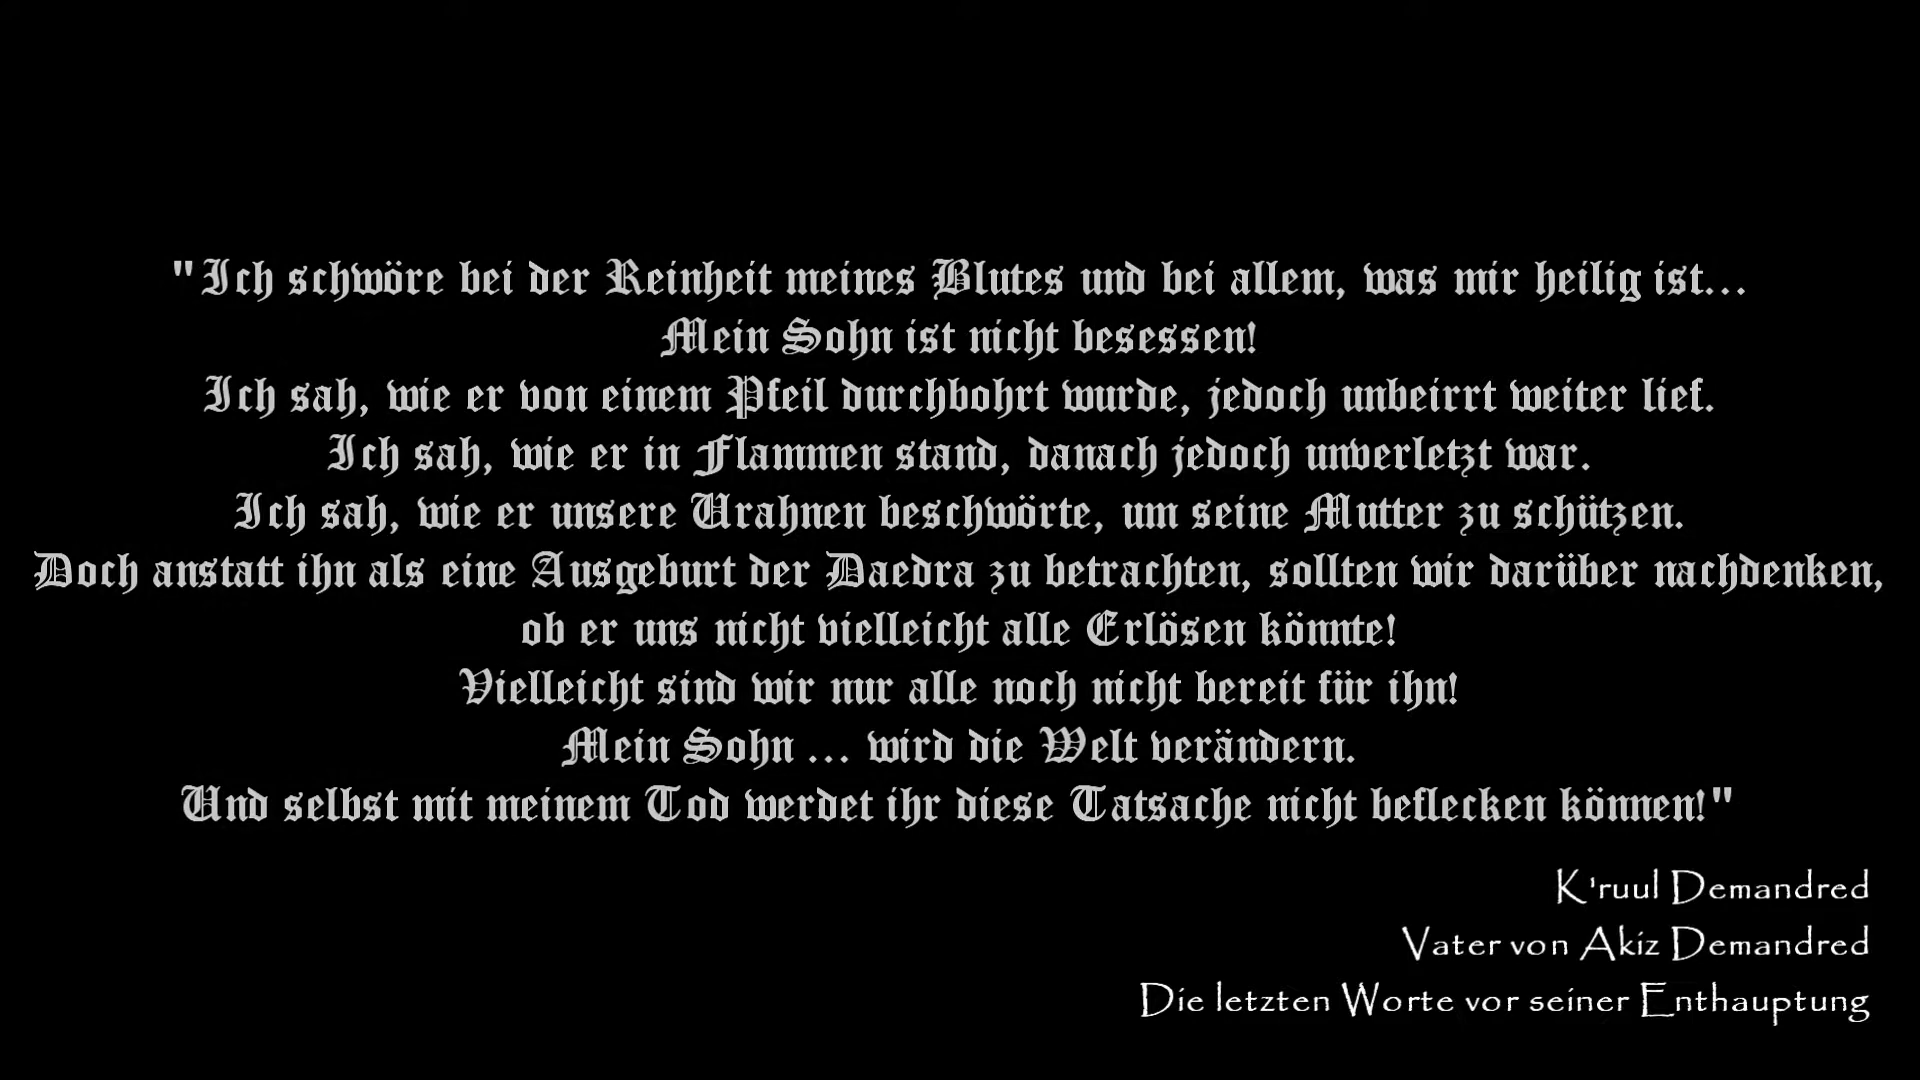 "Ich schwöre bei der Reinheit meines Blutes und bei allem, was mir heilig ist...
Mein Sohn ist nicht besessen!
Ich sah, wie er von einem Pfeil durchbohrt wurde, jedoch unbeirrt weiter lief.
Ich sah, wie er in Flammen stand, danach jedoch unverletzt war.
Ich sah, wie er unsere Urahnen beschwörte, um seine Mutter zu schützen.
Doch anstatt ihn als eine Ausgeburt der Daedra zu betrachten, sollten wir darüber nachdenken,
ob er uns nicht vielleicht alle Erlösen könnte!
Vielleicht sind wir nur alle noch nicht bereit für ihn!
Mein Sohn ... wird die Welt verändern.
Und selbst mit meinem Tod werdet ihr diese Tatsache nicht beflecken können!"
K'ruul Demandred
Vater von Akiz Demandred
Die letzten Worte vor seiner Enthauptung